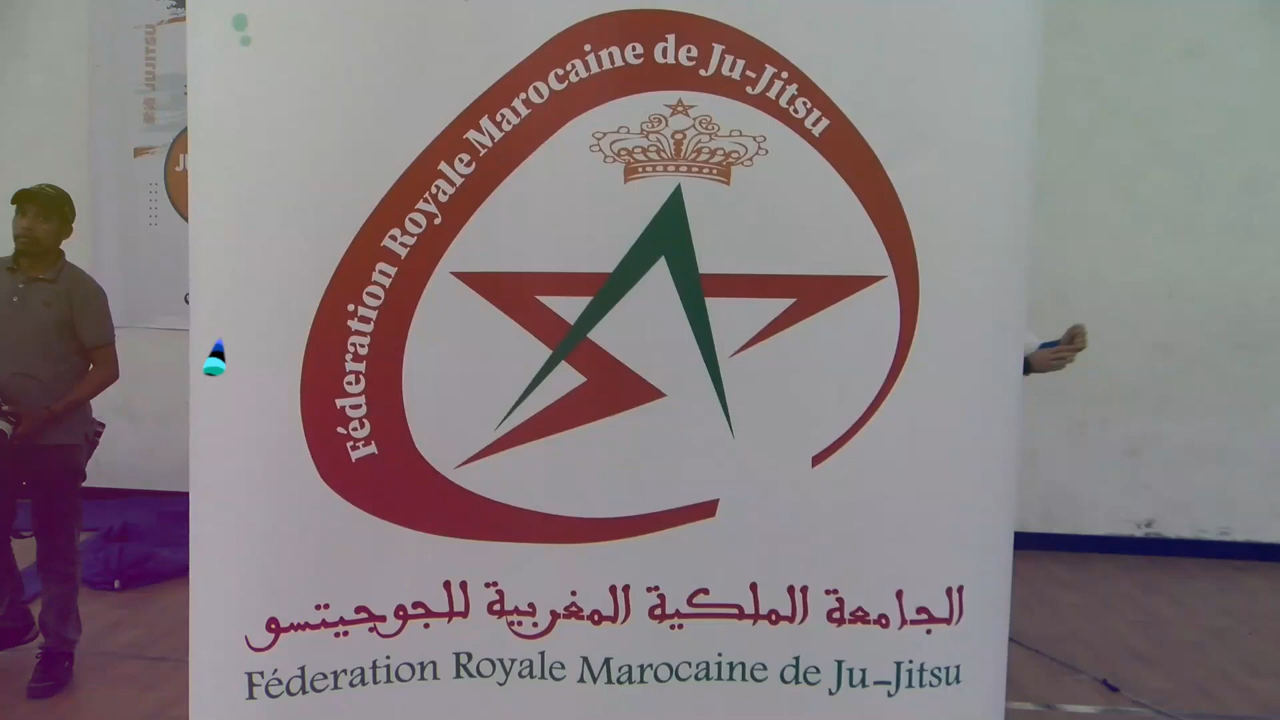 Féderation Royale Marocaine de Ju-Jitsu
الجامعة الملكية المغربية للجوجيتسو
Féderation Royale Marocaine de Ju-Jitsu